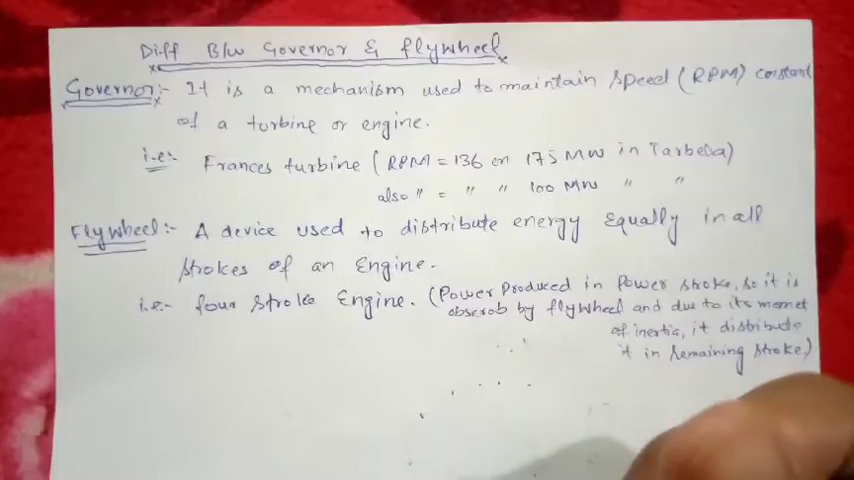 Diff B/w Governor & flywheel
Governor:- It is a mechanism used to maintain speed (RPM) constant
of a turbine or engine.
i.e:- Frances turbine (RPM = 136 on 175 MW in Tarbela)
also " = " " 100 MW " "
Flywheel:- A device used to distribute energy Equally in all
strokes of an Engine.
i.e.- four stroke Engine. (Power Produced in Power stroke, so it is
obserob by flywheel and due to its momet
of inertia, it distribute
it in remaining stroke)